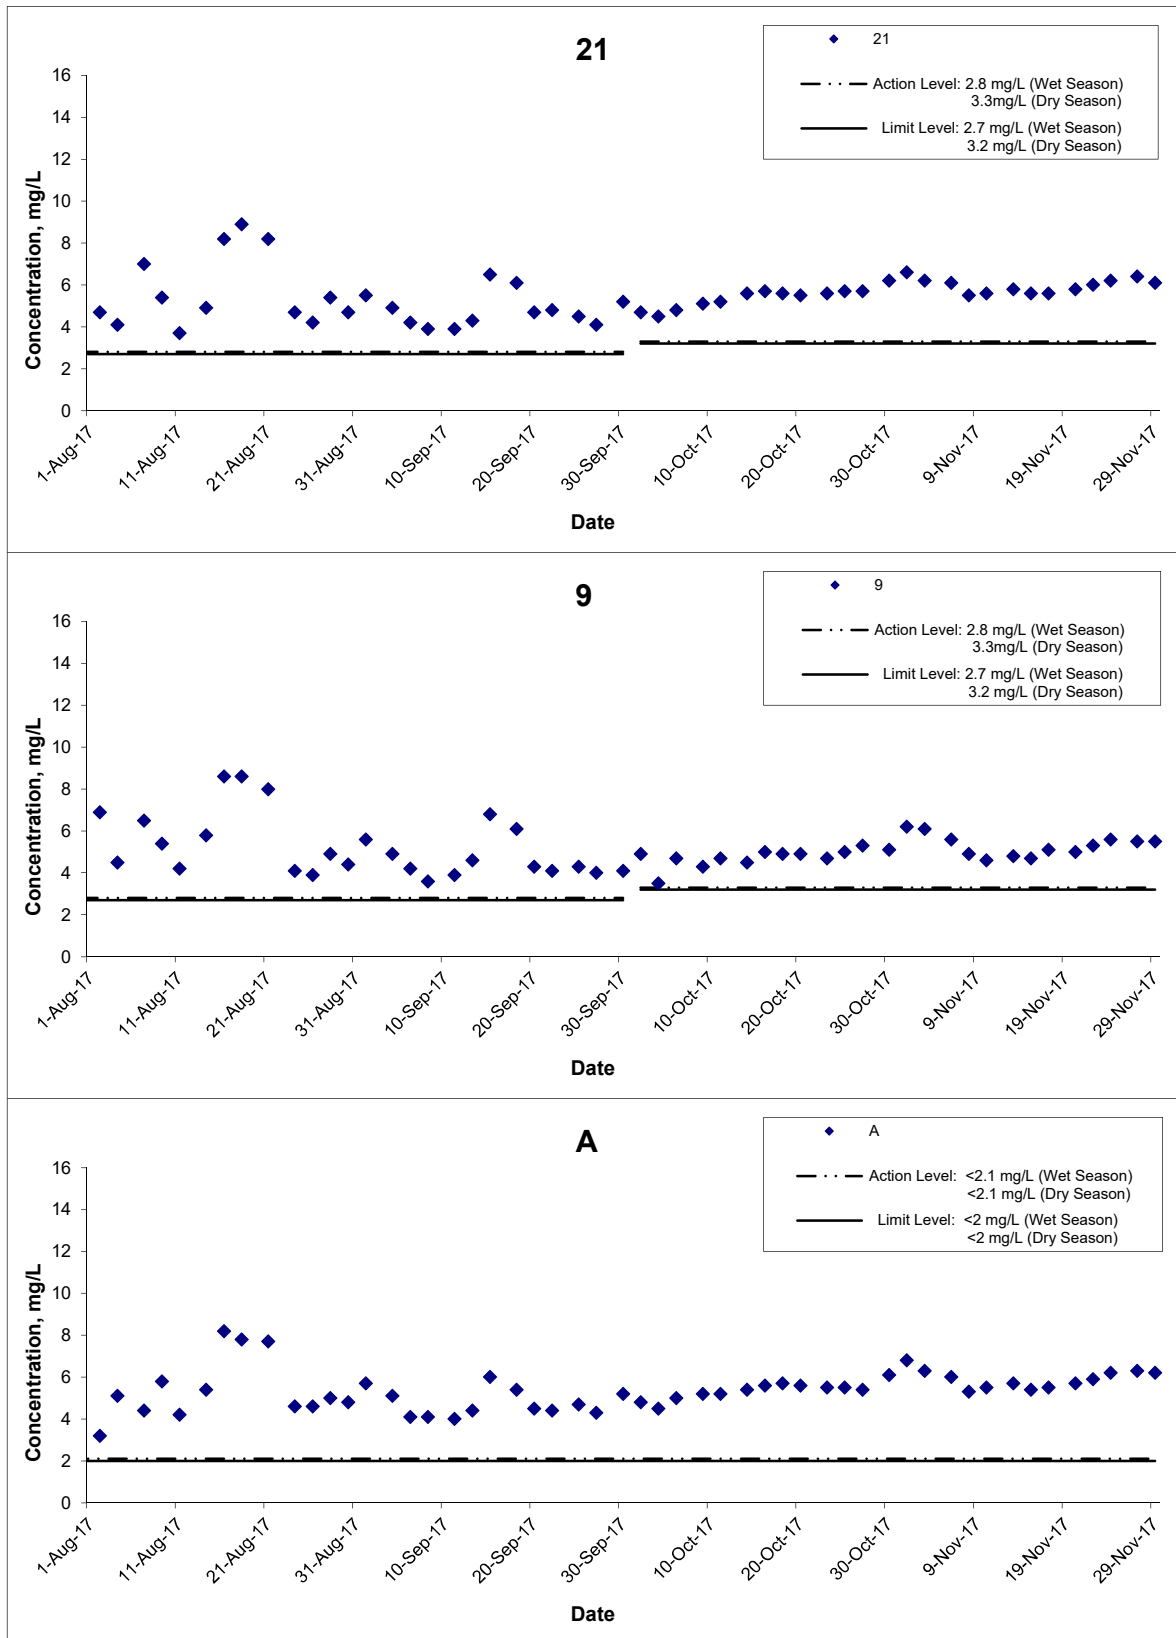 21
21
Action Level: 2.8 mg/L (Wet Season)
3.3mg/L (Dry Season)
Limit Level: 2.7 mg/L (Wet Season)
3.2 mg/L (Dry Season)
Concentration, mg/L
16
14
12
10
8
6
4
2
0
1-Aug-17
11-Aug-17
21-Aug-17
31-Aug-17
10-Sep-17
20-Sep-17
30-Sep-17
10-Oct-17
20-Oct-17
30-Oct-17
9-Nov-17
19-Nov-17
29-Nov-17
Date
9
9
Action Level: 2.8 mg/L (Wet Season)
3.3mg/L (Dry Season)
Limit Level: 2.7 mg/L (Wet Season)
3.2 mg/L (Dry Season)
Concentration, mg/L
16
14
12
10
8
6
4
2
0
1-Aug-17
11-Aug-17
21-Aug-17
31-Aug-17
10-Sep-17
20-Sep-17
30-Sep-17
10-Oct-17
20-Oct-17
30-Oct-17
9-Nov-17
19-Nov-17
29-Nov-17
Date
A
A
Action Level: <2.1 mg/L (Wet Season)
<2.1 mg/L (Dry Season)
Limit Level: <2 mg/L (Wet Season)
<2 mg/L (Dry Season)
Concentration, mg/L
16
14
12
10
8
6
4
2
0
1-Aug-17
11-Aug-17
21-Aug-17
31-Aug-17
10-Sep-17
20-Sep-17
30-Sep-17
10-Oct-17
20-Oct-17
30-Oct-17
9-Nov-17
19-Nov-17
29-Nov-17
Date